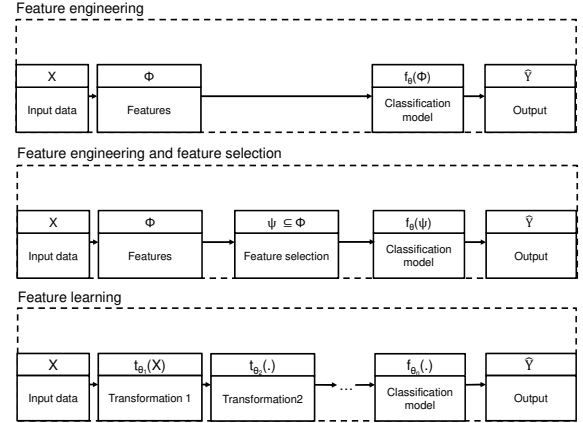 Feature engineering
X Φ f_θ(Φ) Ŷ
Input data Features Classification model Output
Feature engineering and feature selection
X Φ ψ ⊆ Φ f_θ(ψ) Ŷ
Input data Features Feature selection Classification model Output
Feature learning
X t_θ₁(X) t_θ₂(.) f_θₙ(.) Ŷ
Input data Transformation 1 Transformation2 ... Classification model Output